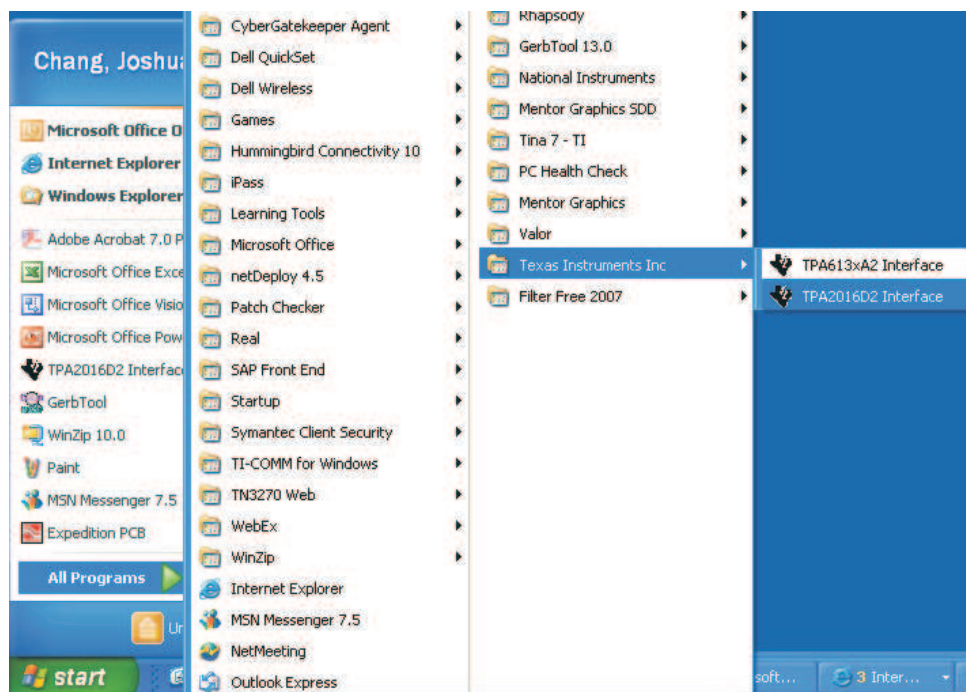 Chang, Joshua
Microsoft Office O
Internet Explorer
Windows Explorer
Adobe Acrobat 7.0 P
Microsoft Office Exce
Microsoft Office Visio
Microsoft Office Pow
TPA2016D2 Interfac
GerbTool
WinZip 10.0
Paint
MSN Messenger 7.5
Expedition PCB
All Programs
Ur
start
CyberGatekeeper Agent
Dell QuickSet
Dell Wireless
Games
Hummingbird Connectivity 10
iPass
Learning Tools
Microsoft Office
netDeploy 4.5
Patch Checker
Real
SAP Front End
Startup
Symantec Client Security
TI-COMM for Windows
TN3270 Web
WebEx
WinZip
Internet Explorer
MSN Messenger 7.5
NetMeeting
Outlook Express
Rhapsody
GerbTool 13.0
National Instruments
Mentor Graphics SDD
Tina 7 - TI
PC Health Check
Mentor Graphics
Valor
Texas Instruments Inc
Filter Free 2007
TPA613xA2 Interface
TPA2016D2 Interface
soft...
3 Inter...